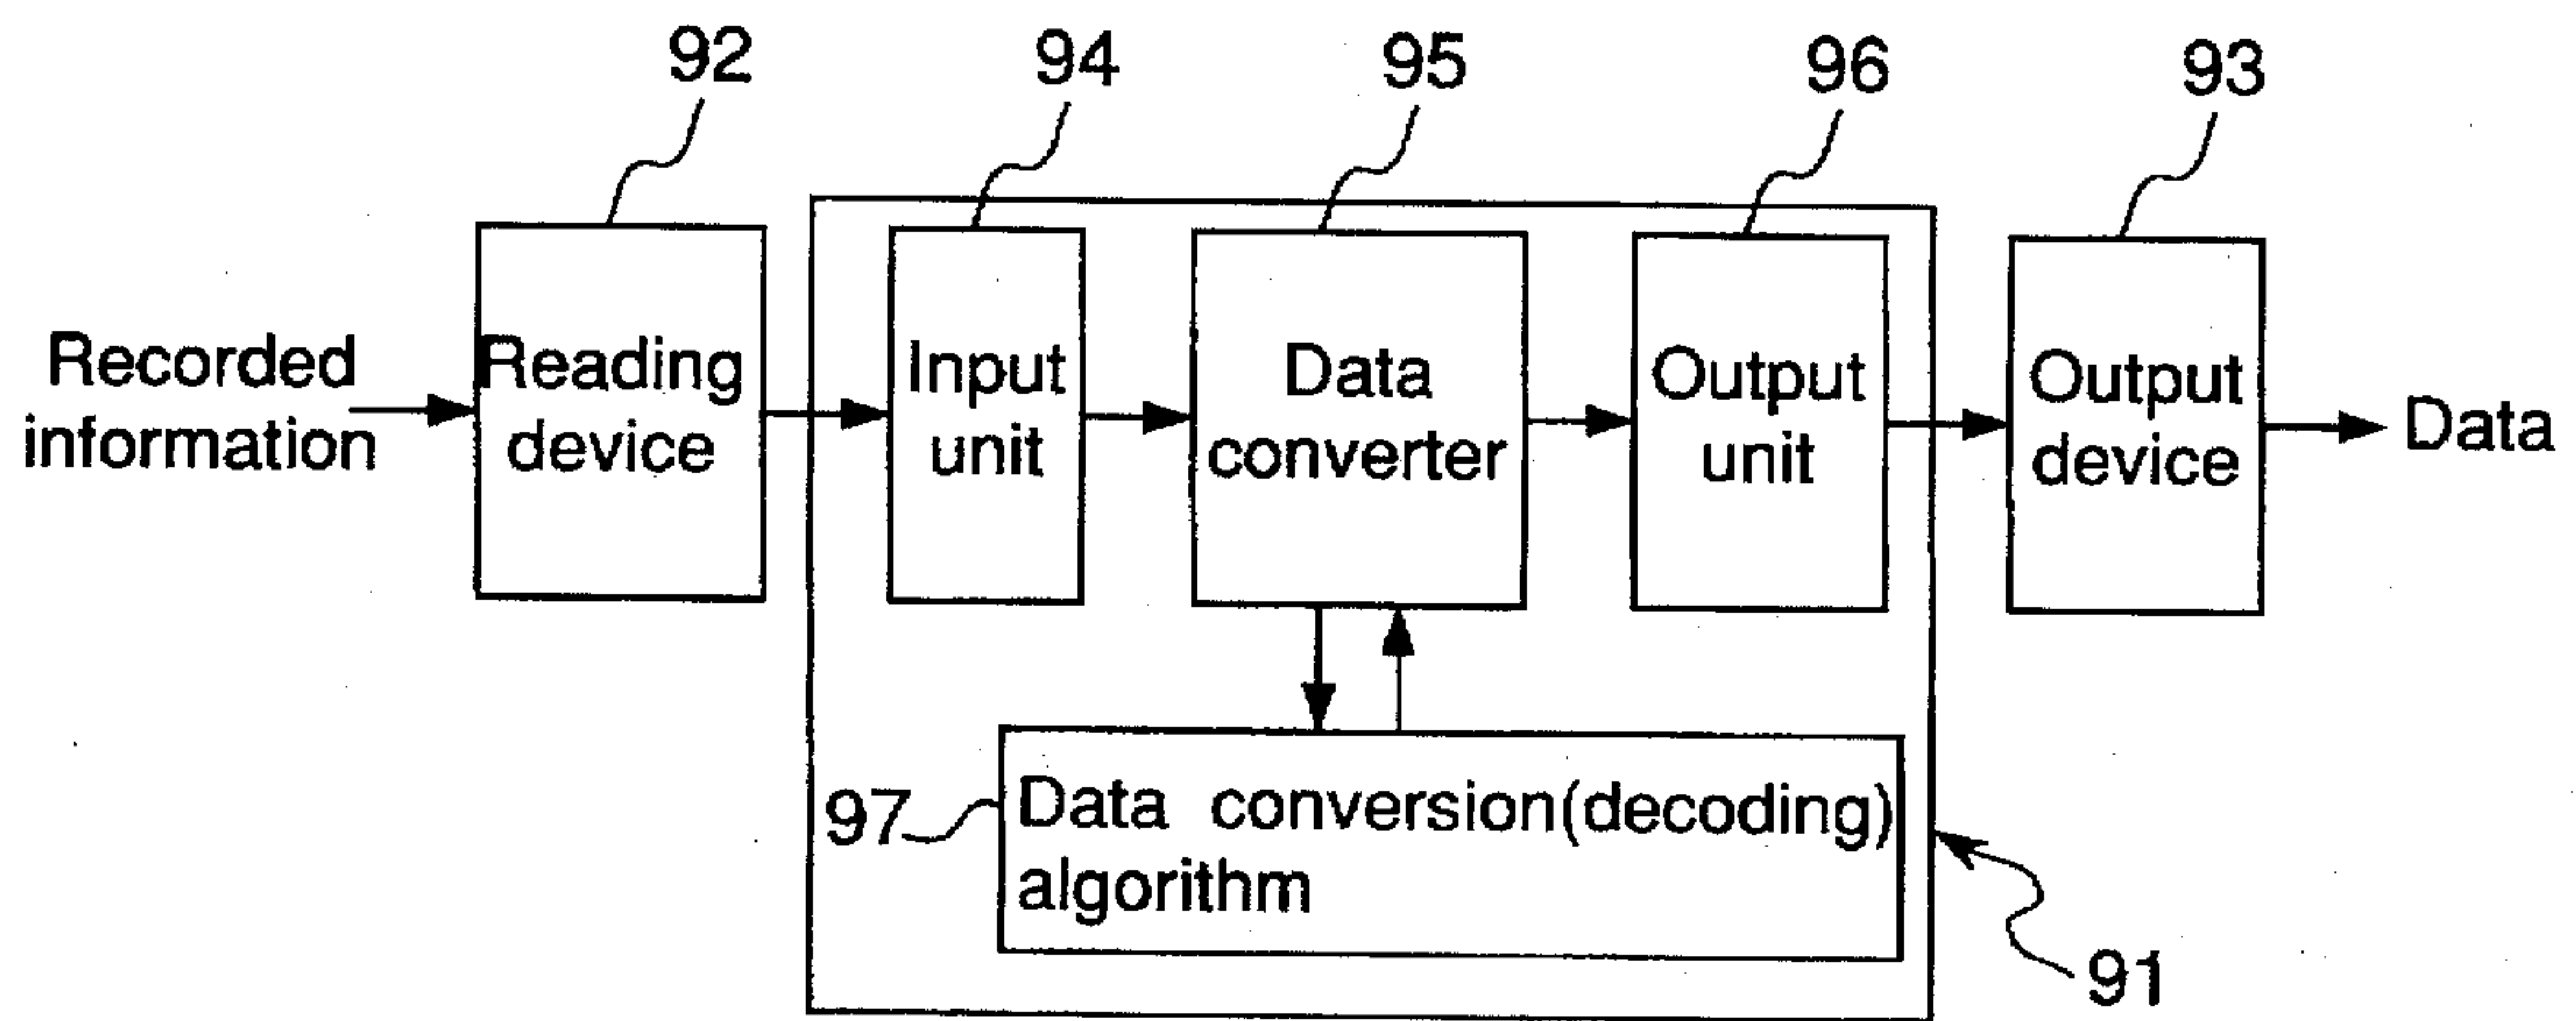 92
94
95
96
93
Recorded
information
Reading
device
Input
unit
Data
converter
Output
unit
Output
device
Data
97
Data conversion(decoding)
algorithm
91